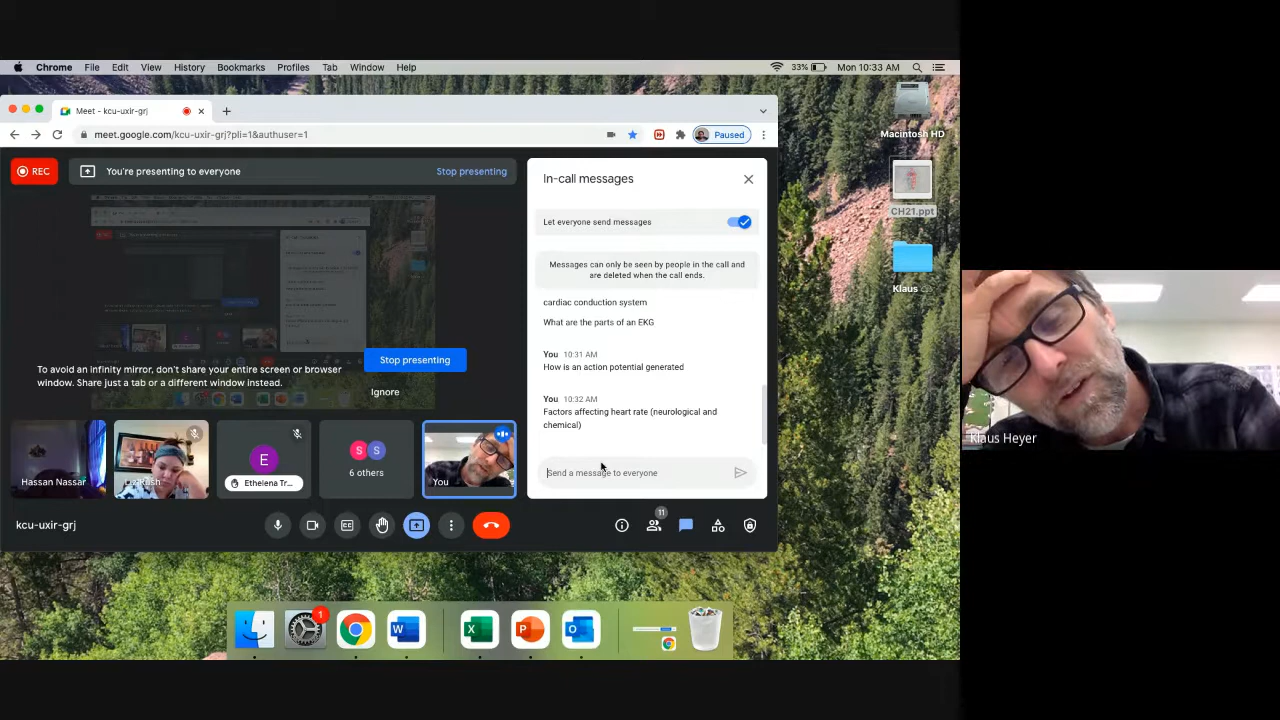 Chrome File Edit View History Bookmarks Profiles Tab Window Help
33% Mon 10:33 AM
Meet - kcu-uxir-grj
meet.google.com/kcu-uxir-grj?pli=1&authuser=1
Paused
Macintosh HD
CH21.ppt
Klaus
REC
You're presenting to everyone
Stop presenting
In-call messages
Let everyone send messages
Messages can only be seen by people in the call and
are deleted when the call ends.
cardiac conduction system
What are the parts of an EKG
You 10:31 AM
How is an action potential generated
You 10:32 AM
Factors affecting heart rate (neurological and
chemical)
Send a message to everyone
To avoid an infinity mirror, don't share your entire screen or browser
window. Share just a tab or a different window instead.
Stop presenting
Ignore
Hassan Nassar
E
Ethelena Tr...
S S
6 others
You
kcu-uxir-grj
CC
11
1
W
X
P
O
Klaus Heyer